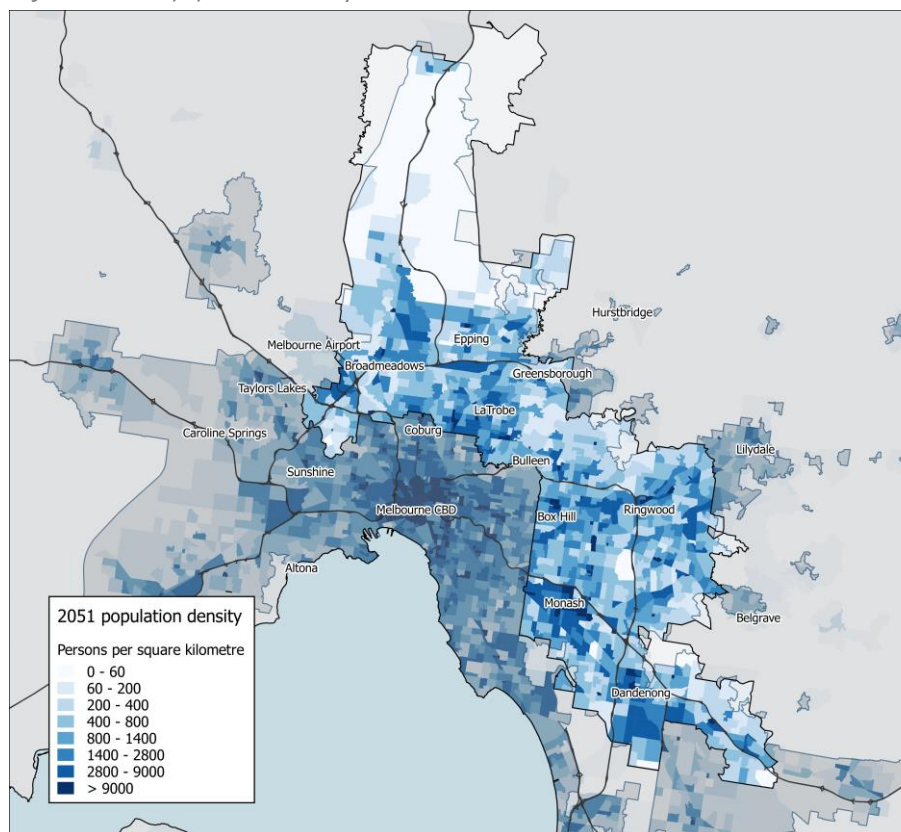 Hurstbridge
Epping
Melbourne Airport
Broadmeadows
Greensborough
Taylors Lakes
LaTrobe
Coburg
Caroline Springs
Lilydale
Bulleen
Sunshine
Melbourne CBD
Box Hill
Ringwood
Altona
Monash
Belgrave
Dandenong
2051 population density
Persons per square kilometre
0 - 60
60 - 200
200 - 400
400 - 800
800 - 1400
1400 - 2800
2800 - 9000
> 9000